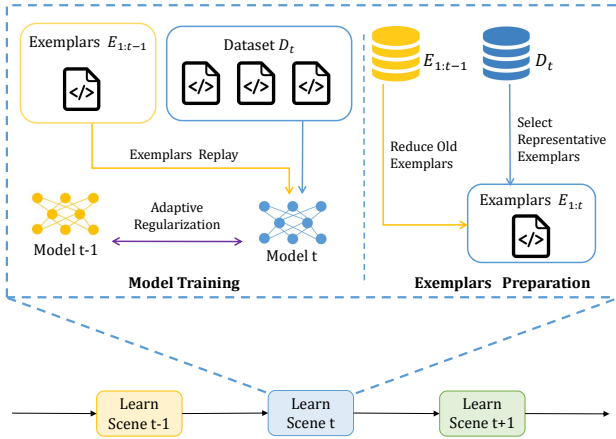 Exemplars E1:t−1
</>
Dataset Dt
</> </> </>
Exemplars Replay
Model t-1
Adaptive
Regularization
Model t
Model Training
E1:t−1
Dt
Reduce Old
Exemplars
Select
Representative
Exemplars
Examplars E1:t
</>
Exemplars Preparation
Learn
Scene t-1
Learn
Scene t
Learn
Scene t+1